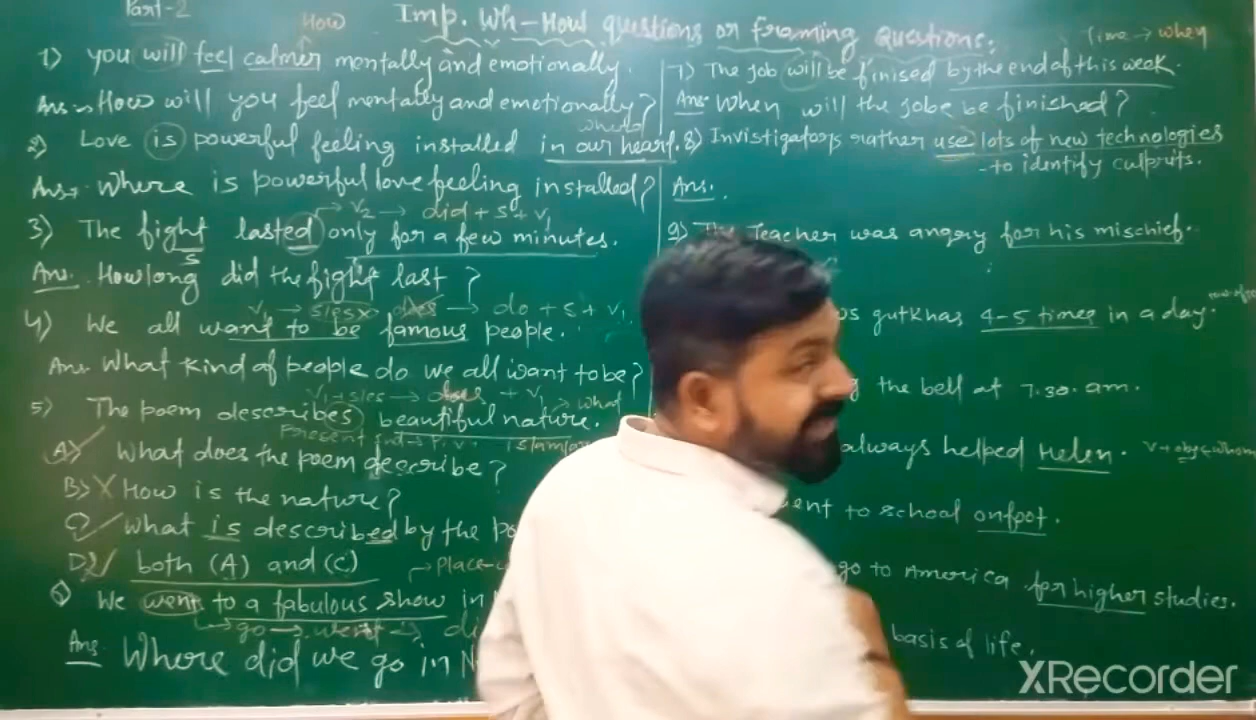 Part-2
How
Imp. Wh-How questions or framing Questions.
Time → when
1) you will feel calmer mentally and emotionally.
Ans → How will you feel mentally and emotionally?
where
2) Love is powerful feeling installed in our heart.
Ans → Where is powerful love feeling installed?
→ V2 → did + S + V1
3) The fight lasted only for a few minutes.
S
Ans. How long did the fight last ?
V1 → s/es x → do + S + V1
4) We all want to be famous people.
Ans. What kind of people do we all want to be?
V1 + s/es → does + V1 → what
5) The poem describes beautiful nature.
Present
A) ✓ What does the poem deecribe?
B) X How is the nature?
C) ✓ What is described by the
D) ✓ both (A) and (C)
→ Place
We went to a fabulous show in
→ go → went →
Ans. Where did we go in
7) The job will be finised by the end of this week.
Ans. When will the jobe be finished?
8) Invistigators rather use lots of new technologies
- to identify culprits.
Ans.
9) The Teacher was angry for his mischief.
gutkhas 4-5 times in a day.
the bell at 7.30. am.
always helped Helen. V → obj → whom
to school onfoot.
go to America for higher studies.
basis of life.
XRecorder